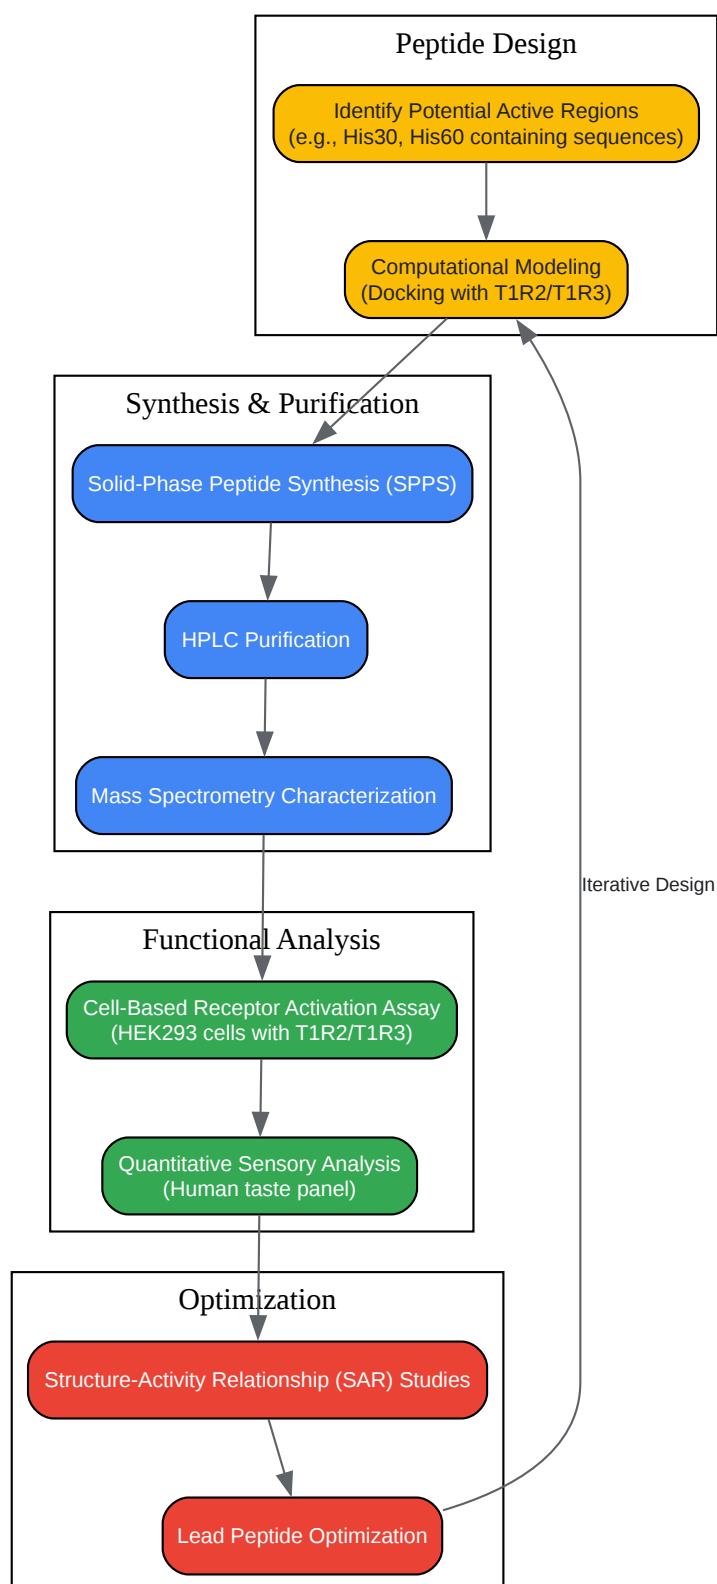 Peptide Design
Identify Potential Active Regions
(e.g., His30, His60 containing sequences)
Computational Modeling
(Docking with T1R2/T1R3)
Synthesis & Purification
Solid-Phase Peptide Synthesis (SPPS)
HPLC Purification
Mass Spectrometry Characterization
Iterative Design
Functional Analysis
Cell-Based Receptor Activation Assay
(HEK293 cells with T1R2/T1R3)
Quantitative Sensory Analysis
(Human taste panel)
Optimization
Structure-Activity Relationship (SAR) Studies
Lead Peptide Optimization